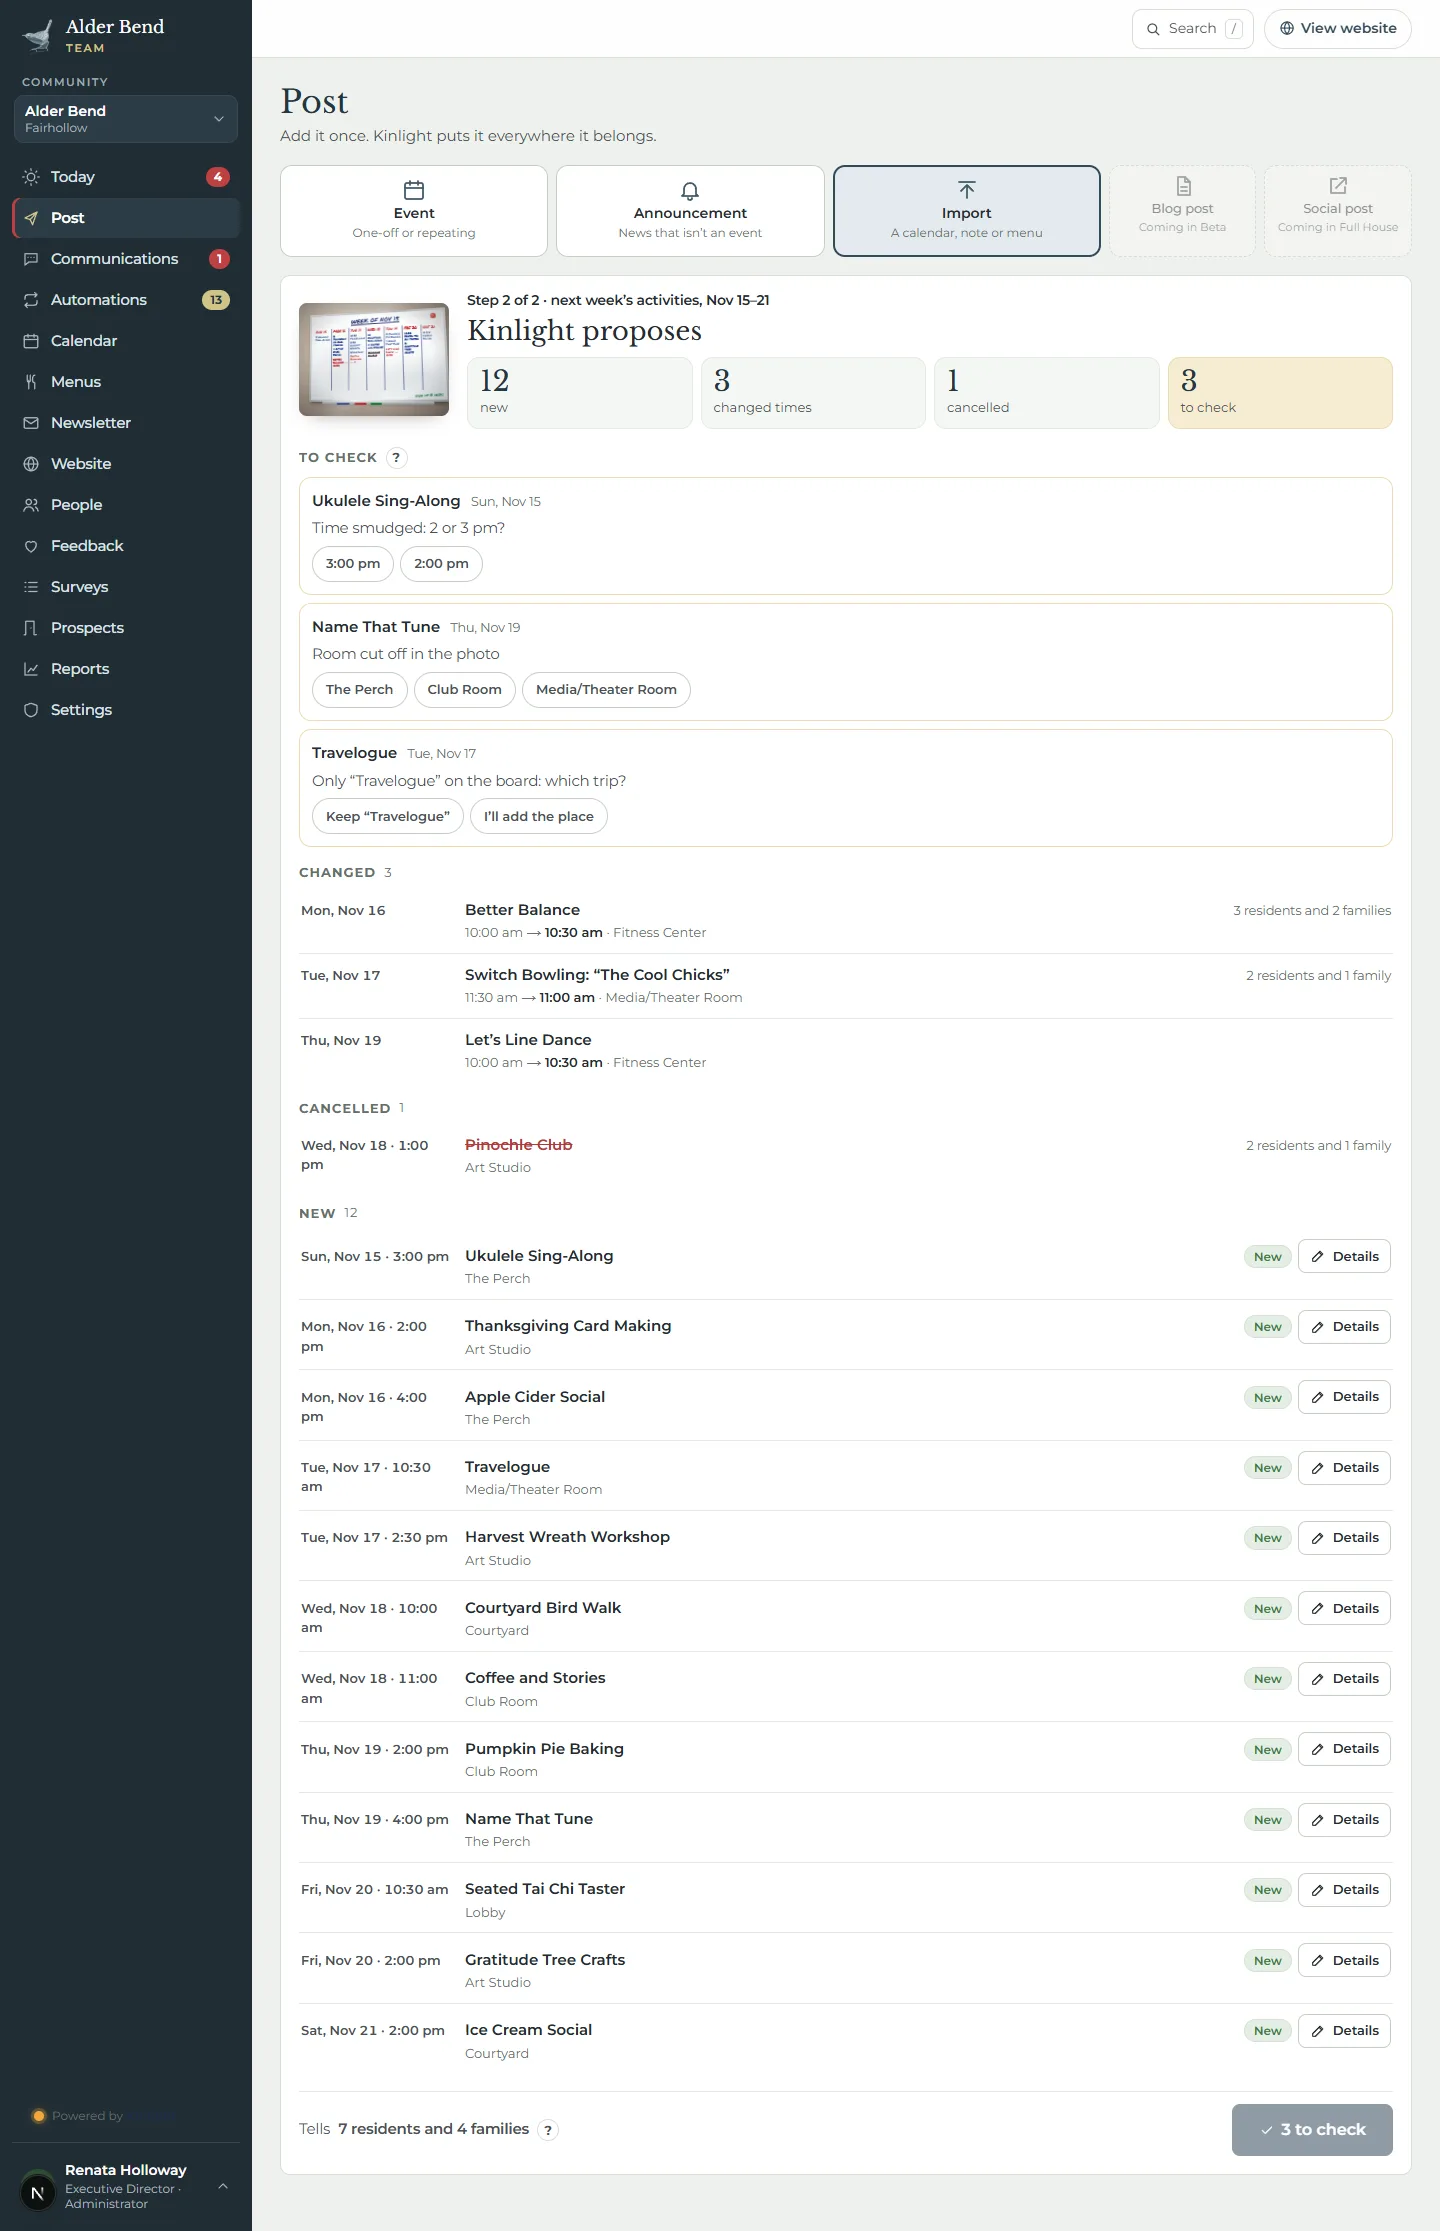 Alder Bend
TEAM
COMMUNITY
Alder Bend
Fairhollow
Today 4
Post
Communications 1
Automations 13
Calendar
Menus
Newsletter
Website
People
Feedback
Surveys
Prospects
Reports
Settings
Powered by
Renata Holloway
Executive Director ·
Administrator
Search /
View website
Post
Add it once. Kinlight puts it everywhere it belongs.
Event
One-off or repeating
Announcement
News that isn’t an event
Import
A calendar, note or menu
Blog post
Coming in Beta
Social post
Coming in Full House
WEEK OF NOV 15
Step 2 of 2 · next week’s activities, Nov 15–21
Kinlight proposes
12
new
3
changed times
1
cancelled
3
to check
TO CHECK ?
Ukulele Sing-Along Sun, Nov 15
Time smudged: 2 or 3 pm?
3:00 pm 2:00 pm
Name That Tune Thu, Nov 19
Room cut off in the photo
The Perch Club Room Media/Theater Room
Travelogue Tue, Nov 17
Only “Travelogue” on the board: which trip?
Keep “Travelogue” I’ll add the place
CHANGED 3
Mon, Nov 16 Better Balance 3 residents and 2 families
10:00 am → 10:30 am · Fitness Center
Tue, Nov 17 Switch Bowling: “The Cool Chicks” 2 residents and 1 family
11:30 am → 11:00 am · Media/Theater Room
Thu, Nov 19 Let’s Line Dance
10:00 am → 10:30 am · Fitness Center
CANCELLED 1
Wed, Nov 18 · 1:00 pm Pinochle Club 2 residents and 1 family
Art Studio
NEW 12
Sun, Nov 15 · 3:00 pm Ukulele Sing-Along New Details
The Perch
Mon, Nov 16 · 2:00 pm Thanksgiving Card Making New Details
Art Studio
Mon, Nov 16 · 4:00 pm Apple Cider Social New Details
The Perch
Tue, Nov 17 · 10:30 am Travelogue New Details
Media/Theater Room
Tue, Nov 17 · 2:30 pm Harvest Wreath Workshop New Details
Art Studio
Wed, Nov 18 · 10:00 am Courtyard Bird Walk New Details
Courtyard
Wed, Nov 18 · 11:00 am Coffee and Stories New Details
Club Room
Thu, Nov 19 · 2:00 pm Pumpkin Pie Baking New Details
Club Room
Thu, Nov 19 · 4:00 pm Name That Tune New Details
The Perch
Fri, Nov 20 · 10:30 am Seated Tai Chi Taster New Details
Lobby
Fri, Nov 20 · 2:00 pm Gratitude Tree Crafts New Details
Art Studio
Sat, Nov 21 · 2:00 pm Ice Cream Social New Details
Courtyard
Tells 7 residents and 4 families ?
3 to check